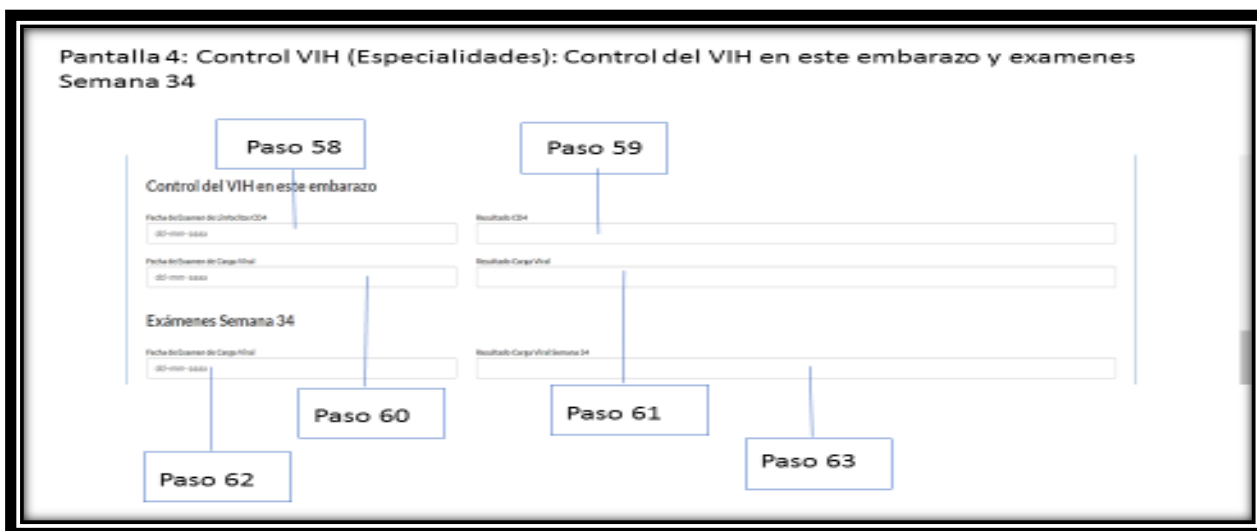 Pantalla 4: Control VIH (Especialidades): Control del VIH en este embarazo y examenes
Semana 34
Paso 58
Paso 59
Control del VIH en este embarazo
Fecha de Examen de Linfocitos CD4
Resultado CD4
dd-mm-aaaa
Fecha de Examen de Carga Viral
Resultado Carga Viral
dd-mm-aaaa
Exámenes Semana 34
Fecha de Examen de Carga Viral
Resultado Carga Viral Semana 34
dd-mm-aaaa
Paso 60
Paso 61
Paso 62
Paso 63